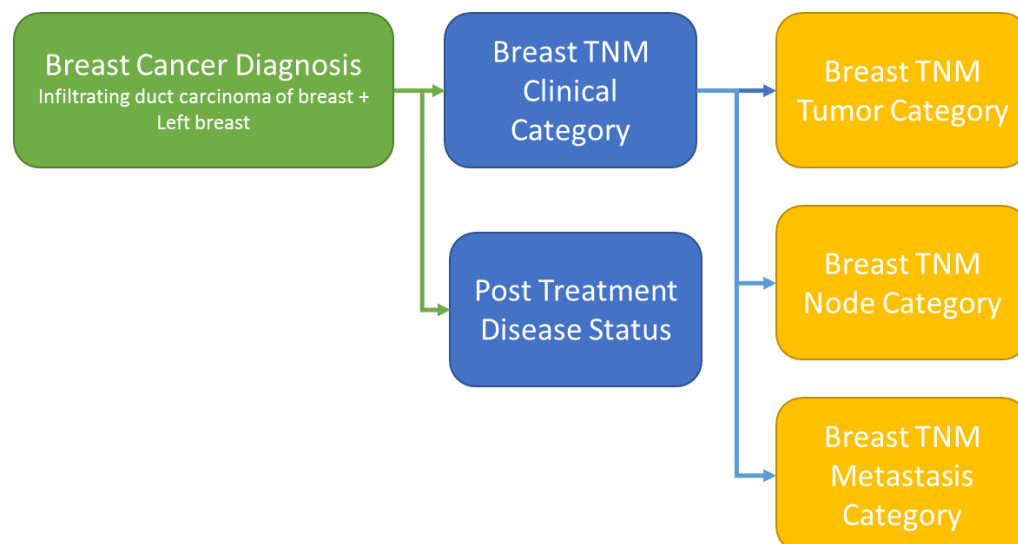 Breast Cancer Diagnosis
Infiltrating duct carcinoma of breast +
Left breast
Breast TNM
Clinical
Category
Breast TNM
Tumor Category
Post Treatment
Disease Status
Breast TNM
Node Category
Breast TNM
Metastasis
Category